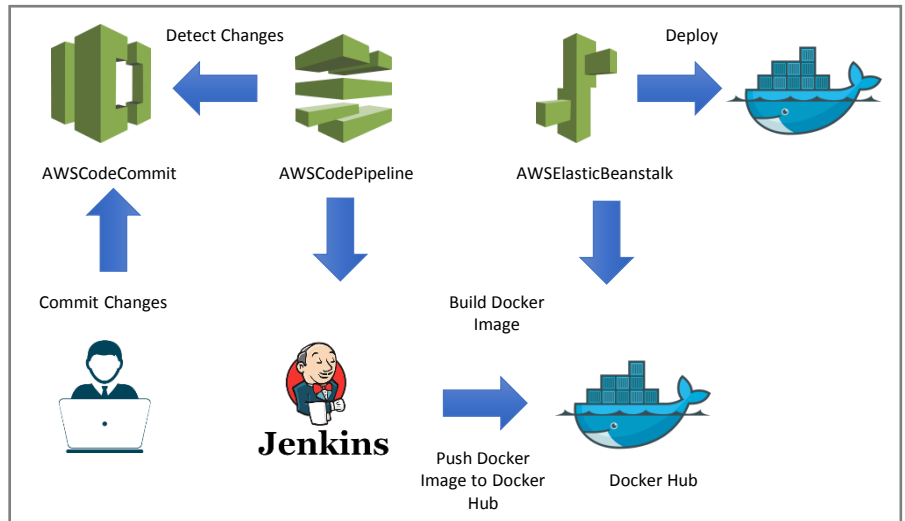 Detect Changes
Deploy
AWSCodeCommit
AWSCodePipeline
AWSElasticBeanstalk
Commit Changes
Build Docker
Image
Jenkins
Push Docker
Image to Docker
Hub
Docker Hub